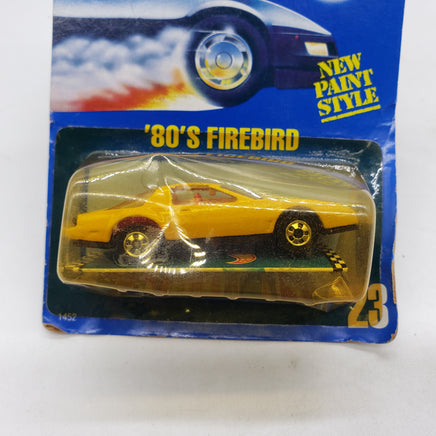 NEW
PAINT
STYLE
'80'S FIREBIRD
23
1452